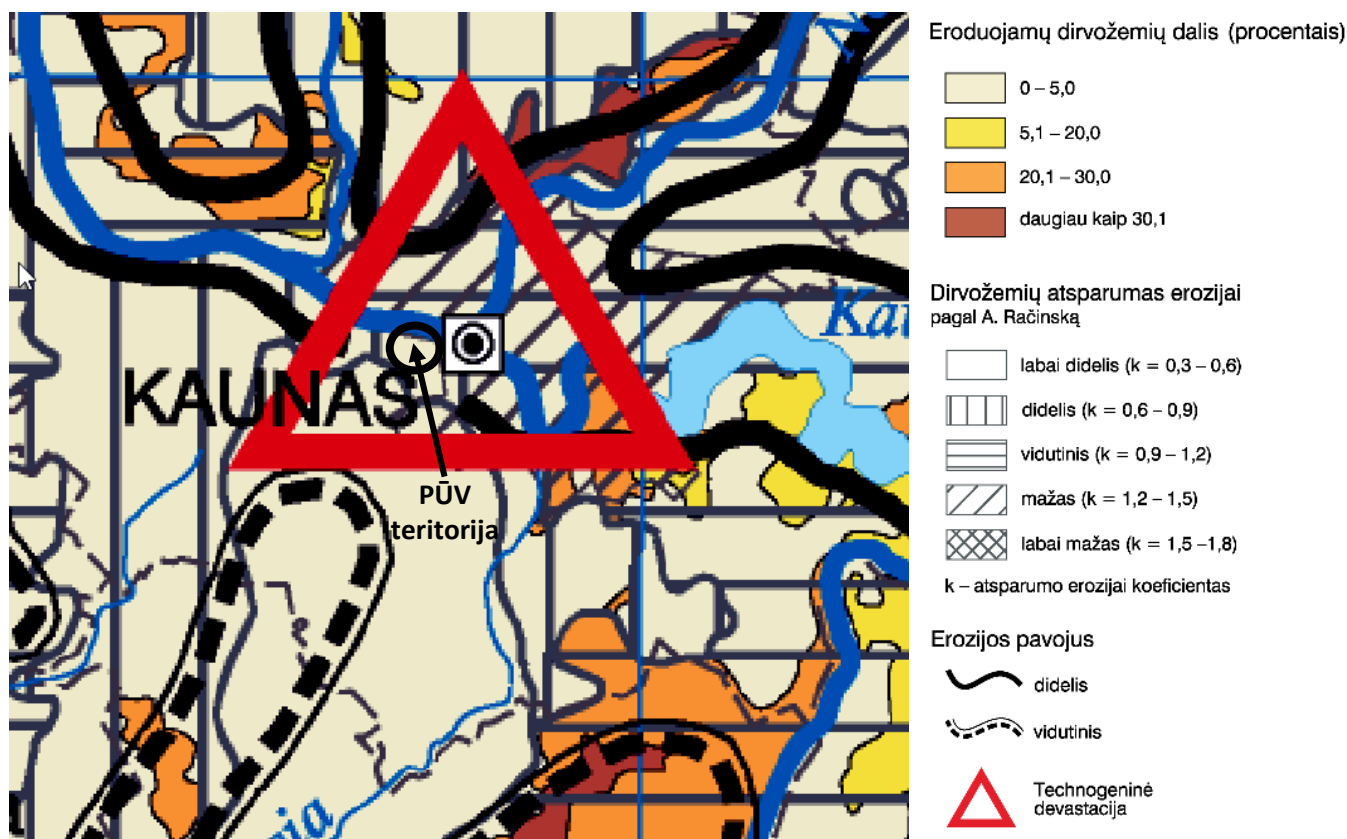 KAUNAS
PŪV
teritorija
Eroduojamų dirvožemių dalis (procentais)
0 – 5,0
5,1 – 20,0
20,1 – 30,0
daugiau kaip 30,1
Dirvožemių atsparumas erozijai
pagal A. Račinską
labai didelis (k = 0,3 – 0,6)
didelis (k = 0,6 – 0,9)
vidutinis (k = 0,9 – 1,2)
mažas (k = 1,2 – 1,5)
labai mažas (k = 1,5 –1,8)
k – atsparumo erozijai koeficientas
Erozijos pavojus
didelis
vidutinis
Technogeninė
devastacija